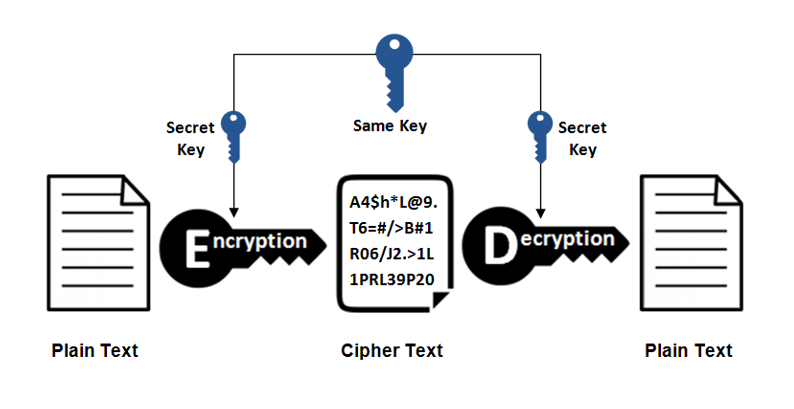 Same Key
Secret
Key
Secret
Key
Encryption
A4$h*L@9.
T6=#/>B#1
R06/J2.>1L
1PRL39P20
Decryption
Plain Text
Cipher Text
Plain Text